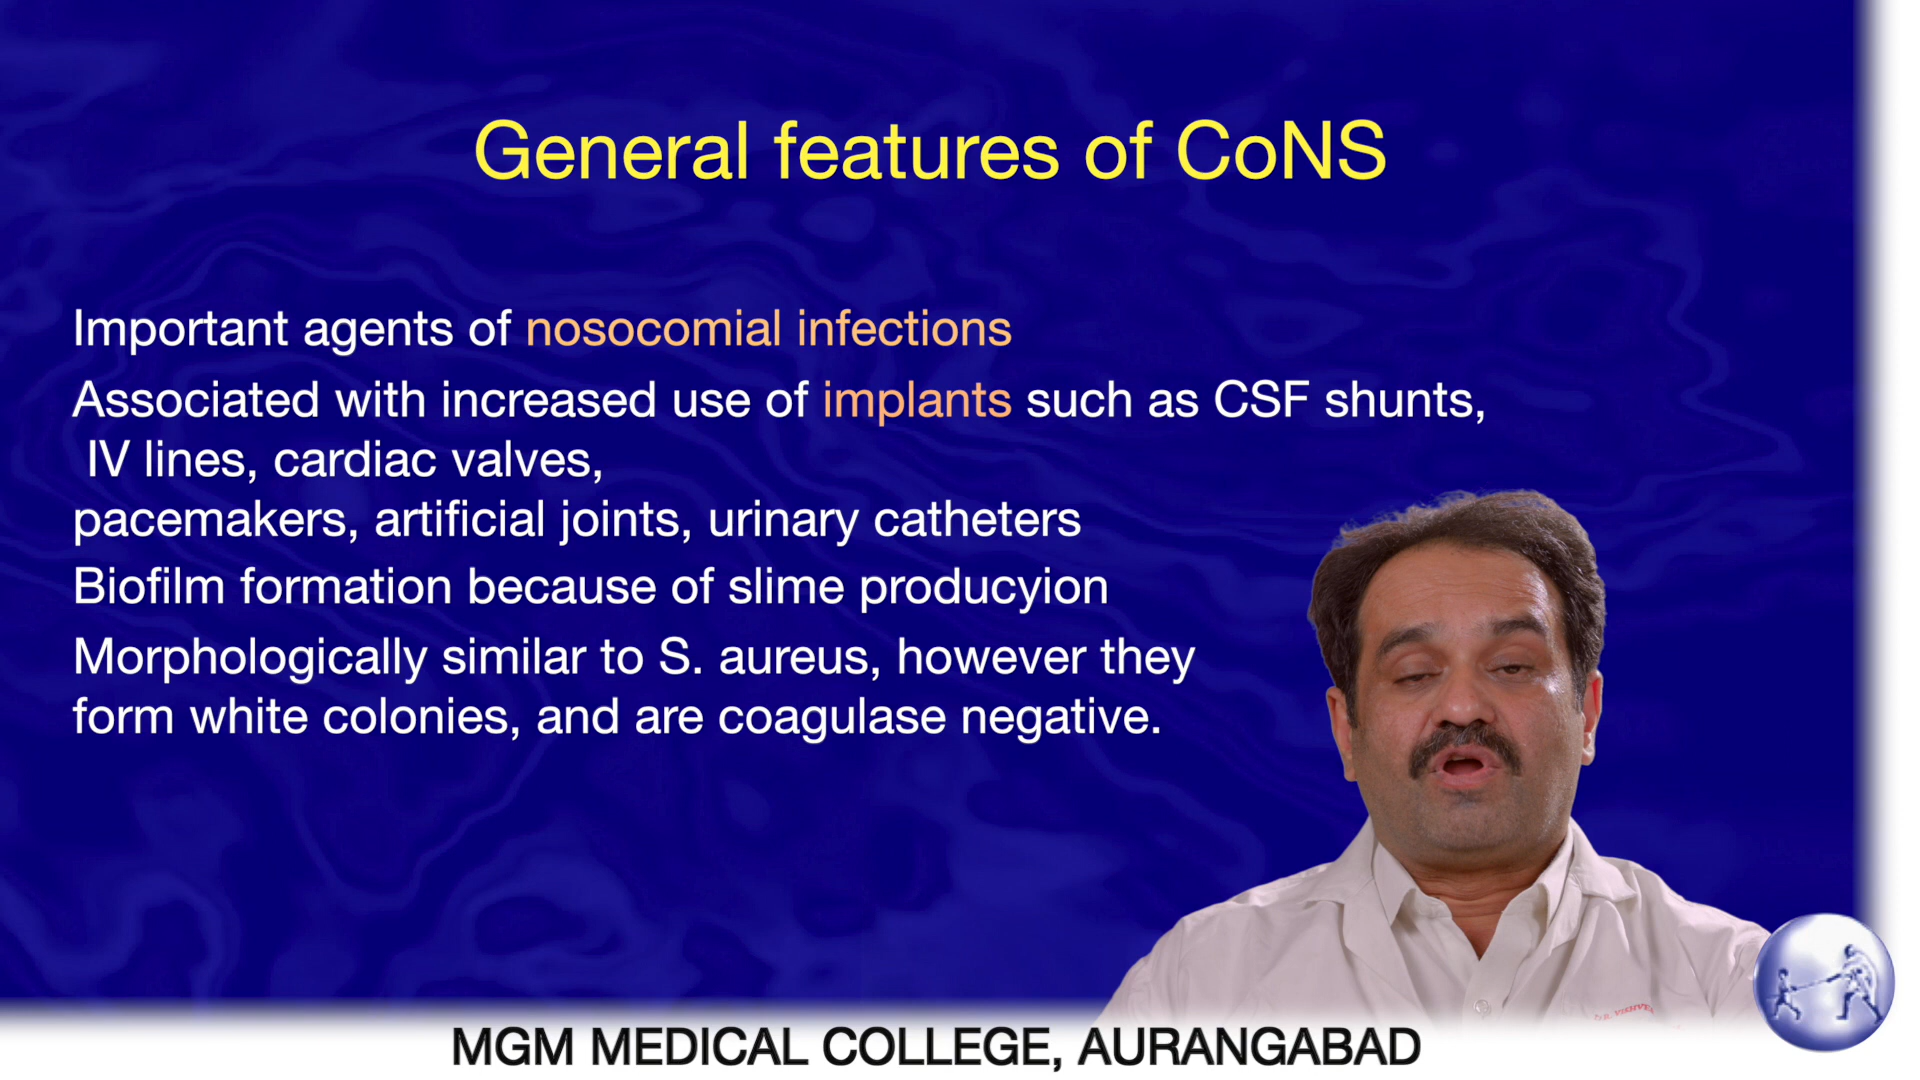 General features of CoNS
Important agents of nosocomial infections
Associated with increased use of implants such as CSF shunts,
IV lines, cardiac valves,
pacemakers, artificial joints, urinary catheters
Biofilm formation because of slime producyion
Morphologically similar to S. aureus, however they
form white colonies, and are coagulase negative.
MGM MEDICAL COLLEGE, AURANGABAD